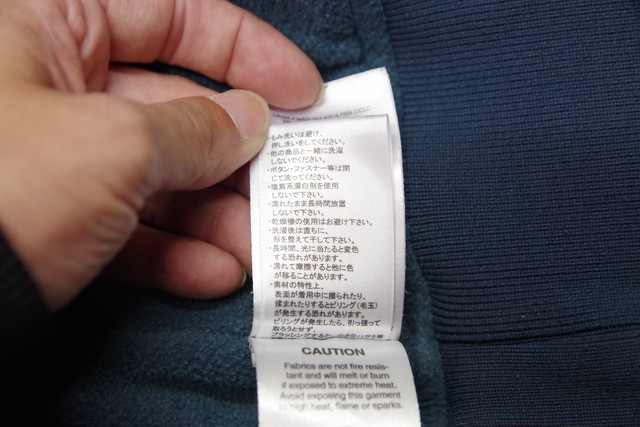 ・もみ洗いは避け、
押し洗いをしてください。
・他の商品と一緒に洗濯
しないで下さい。
・ボタン・ファスナー等は閉
じて洗ってください。
・塩素系漂白剤を使用
しないで下さい。
・濡れたまま長時間放置
しないで下さい。
・乾燥機の使用はお避け下さい。
・洗濯後は直ちに、
形を整えて干して下さい。
・長時間、光に当たると変色
する恐れがあります。
・濡れて摩擦すると他に色
が移ることがあります。
・素材の特性上、
表面が着用中に擦られたり、
揉まれたりするとピリング(毛玉)
が発生する恐れがあります。
ピリングが発生したら、引っ張って
取ろうとせず、
CAUTION
Fabrics are not fire resis-
tant and will melt or burn
if exposed to extreme heat.
Avoid exposing this garment
to high heat, flame or sparks.